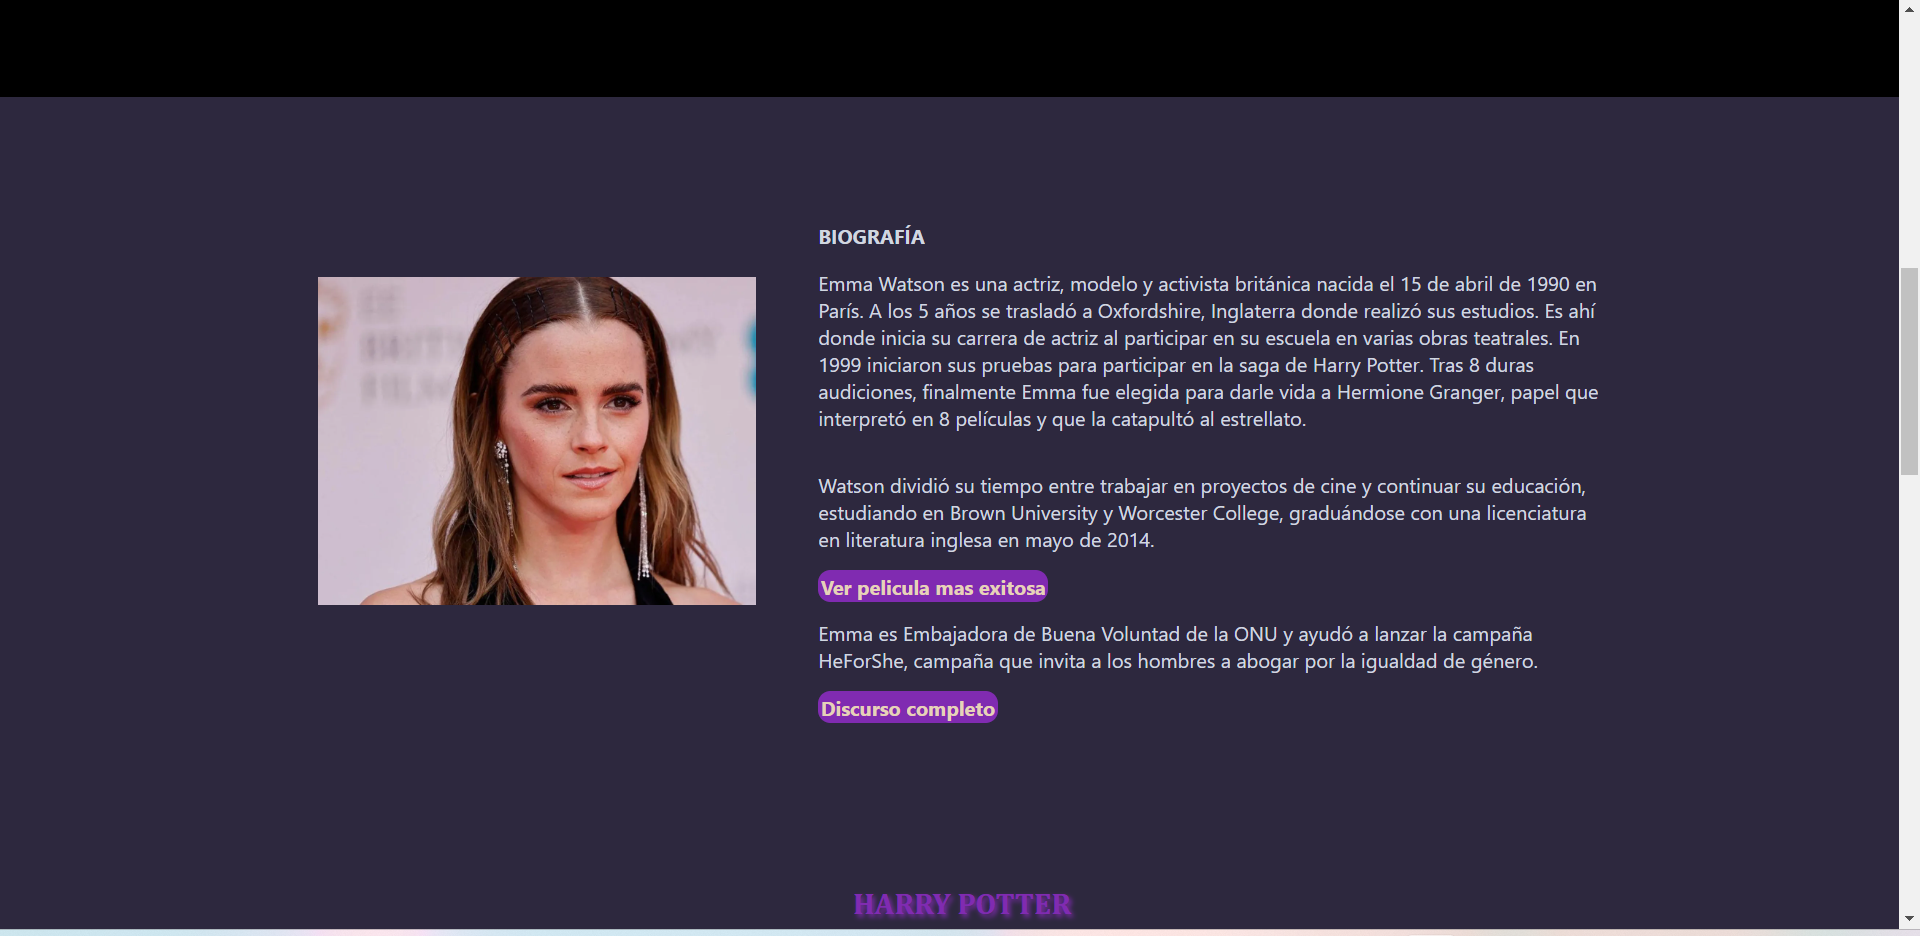 BIOGRAFÍA
Emma Watson es una actriz, modelo y activista británica nacida el 15 de abril de 1990 en
París. A los 5 años se trasladó a Oxfordshire, Inglaterra donde realizó sus estudios. Es ahí
donde inicia su carrera de actriz al participar en su escuela en varias obras teatrales. En
1999 iniciaron sus pruebas para participar en la saga de Harry Potter. Tras 8 duras
audiciones, finalmente Emma fue elegida para darle vida a Hermione Granger, papel que
interpretó en 8 películas y que la catapultó al estrellato.
Watson dividió su tiempo entre trabajar en proyectos de cine y continuar su educación,
estudiando en Brown University y Worcester College, graduándose con una licenciatura
en literatura inglesa en mayo de 2014.
Ver pelicula mas exitosa
Emma es Embajadora de Buena Voluntad de la ONU y ayudó a lanzar la campaña
HeForShe, campaña que invita a los hombres a abogar por la igualdad de género.
Discurso completo
HARRY POTTER